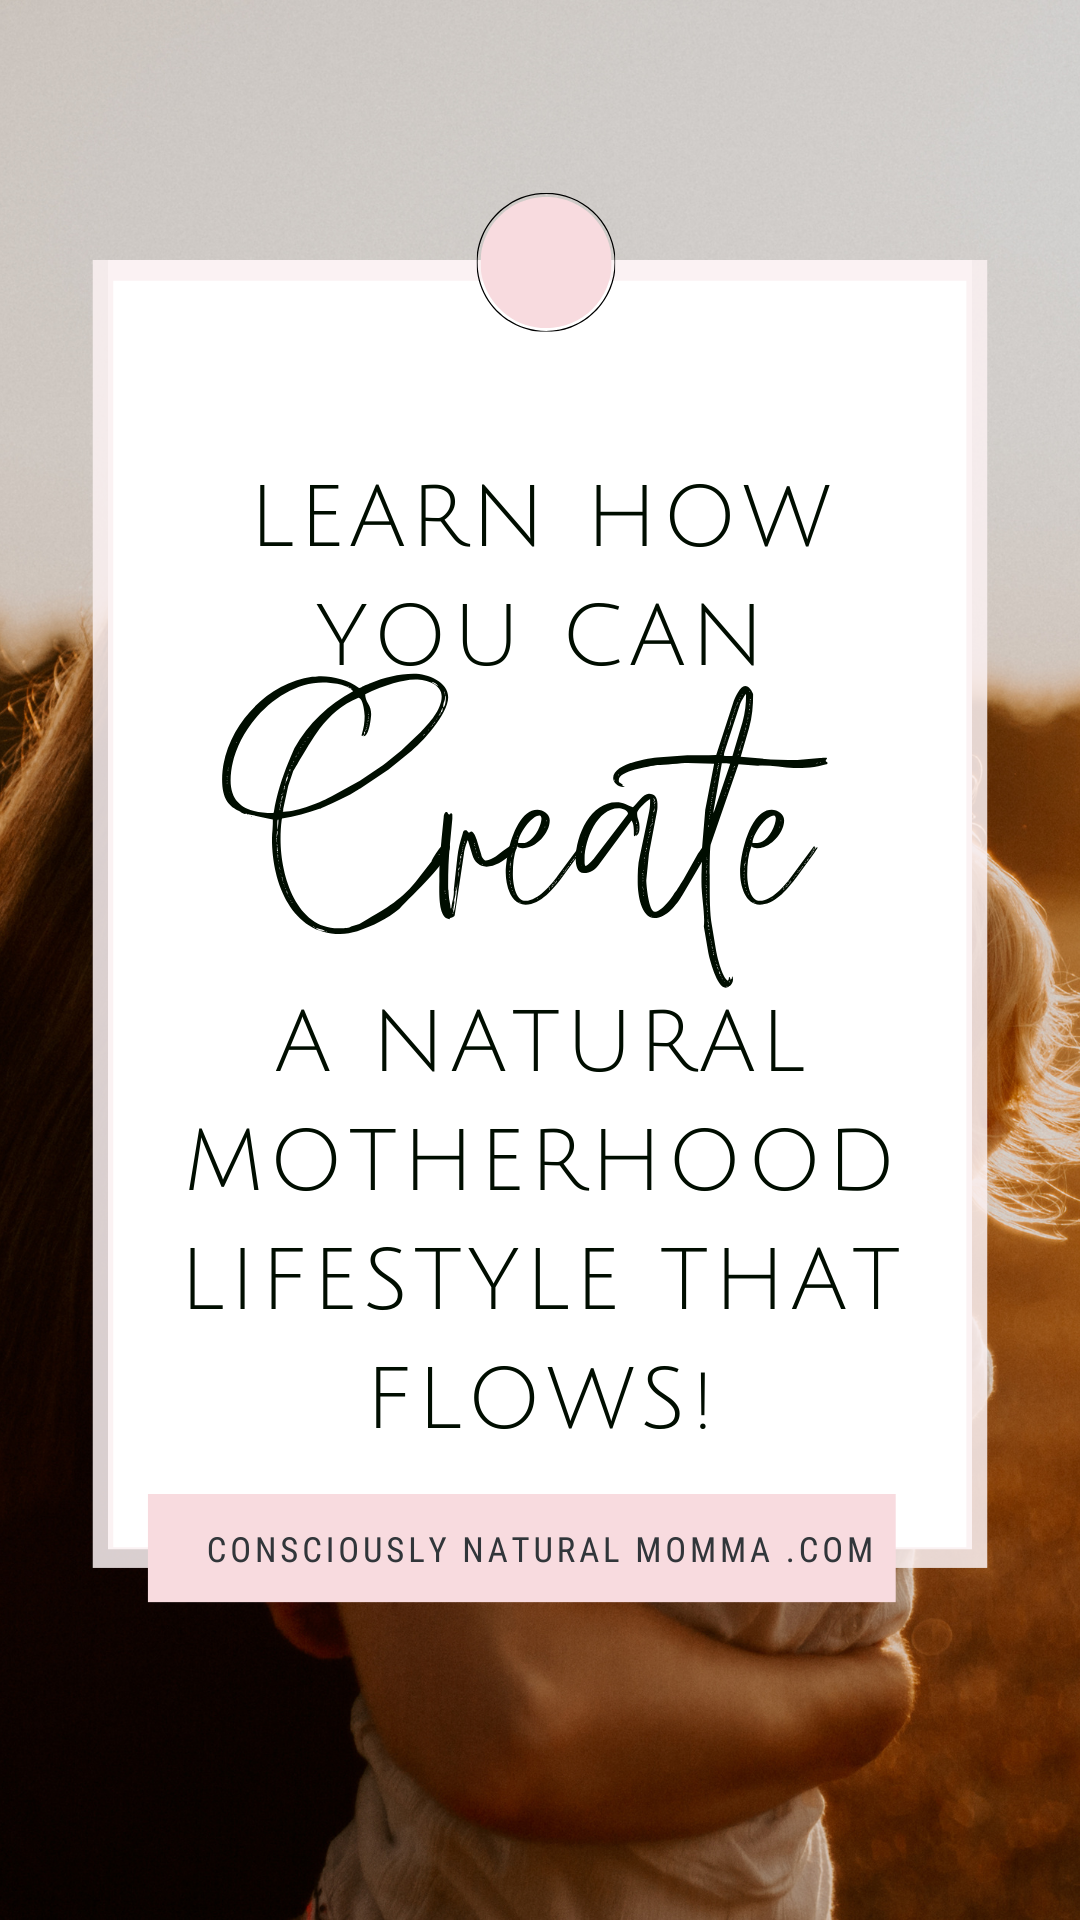 LEARN HOW
YOU CAN
Create
A NATURAL
MOTHERHOOD
LIFESTYLE THAT
FLOWS!
CONSCIOUSLY NATURAL MOMMA .COM